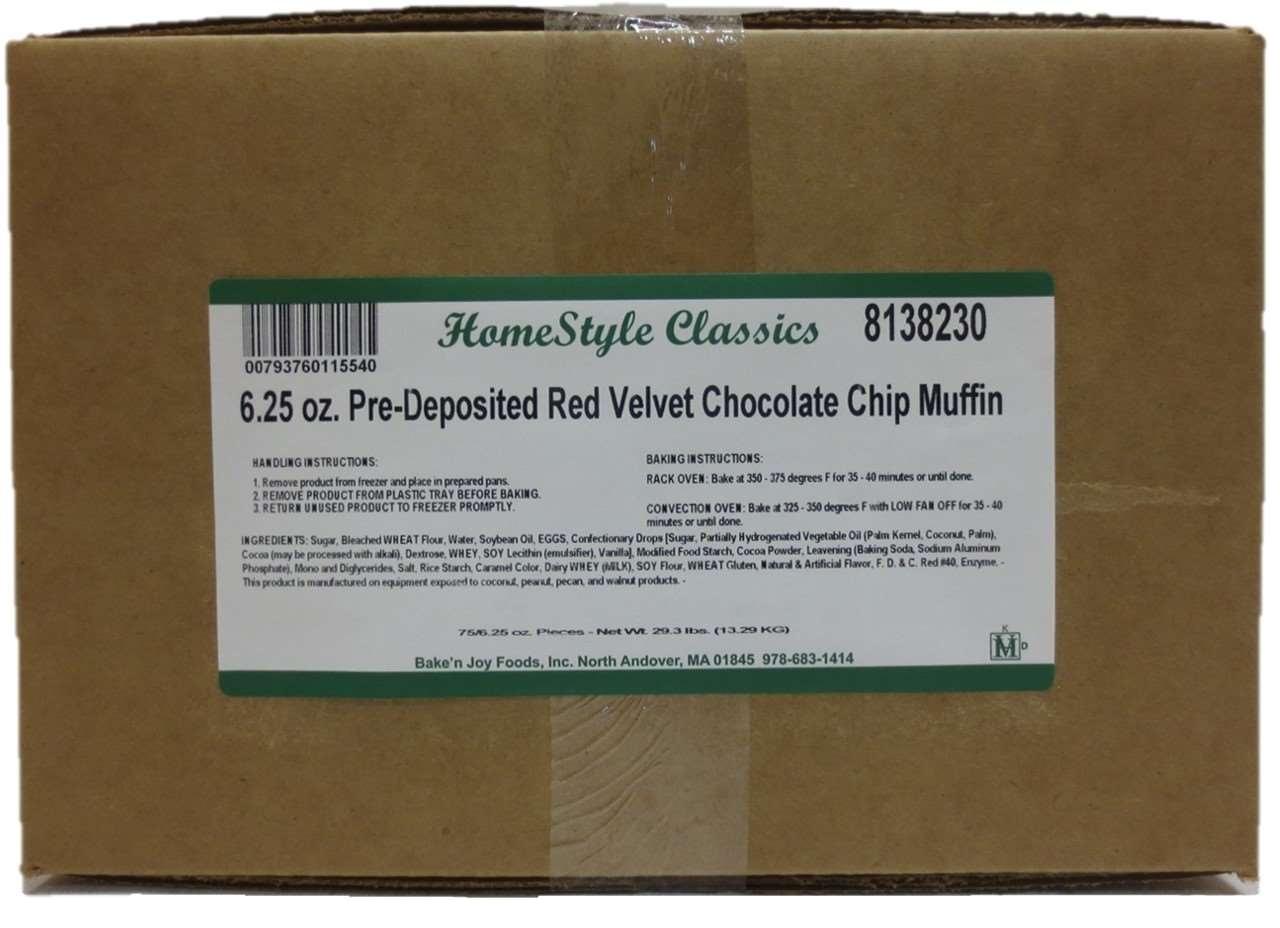 HomeStyle Classics 8138230
00793760115540
6.25 oz. Pre-Deposited Red Velvet Chocolate Chip Muffin
HANDLING INSTRUCTIONS:
1. Remove product from freezer and place in prepared pans.
2. REMOVE PRODUCT FROM PLASTIC TRAY BEFORE BAKING.
3. RETURN UNUSED PRODUCT TO FREEZER PROMPTLY.
BAKING INSTRUCTIONS:
RACK OVEN: Bake at 350 - 375 degrees F for 35 - 40 minutes or until done.
CONVECTION OVEN: Bake at 325 - 350 degrees F with LOW FAN OFF for 35 - 40
minutes or until done.
INGREDIENTS: Sugar, Bleached WHEAT Flour, Water, Soybean Oil, EGGS, Confectionary Drops [Sugar, Partially Hydrogenated Vegetable Oil (Palm Kernel, Coconut, Palm),
Cocoa (may be processed with alkali), Dextrose, WHEY, SOY Lecithin (emulsifier), Vanilla], Modified Food Starch, Cocoa Powder, Leavening (Baking Soda, Sodium Aluminum
Phosphate), Mono and Diglycerides, Salt, Rice Starch, Caramel Color, Dairy WHEY (MILK), SOY Flour, WHEAT Gluten, Natural & Artificial Flavor, F. D. & C. Red #40, Enzyme. -
This product is manufactured on equipment exposed to coconut, peanut, pecan, and walnut products. -
75/6.25 oz. Pieces - Net Wt. 29.3 lbs. (13.29 KG)
Bake'n Joy Foods, Inc. North Andover, MA 01845 978-683-1414
K
M D